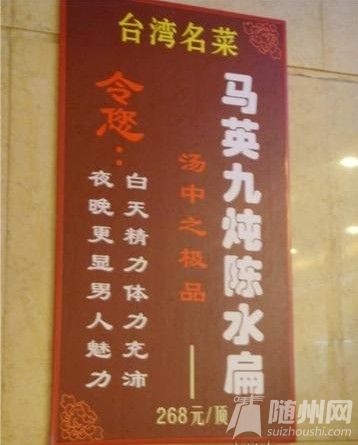 台湾名菜
马英九炖陈水扁
汤中之极品
268元/顶
令您：
白天精力体力充沛
夜晚更显男人魅力
随州网
suizhoushi.com